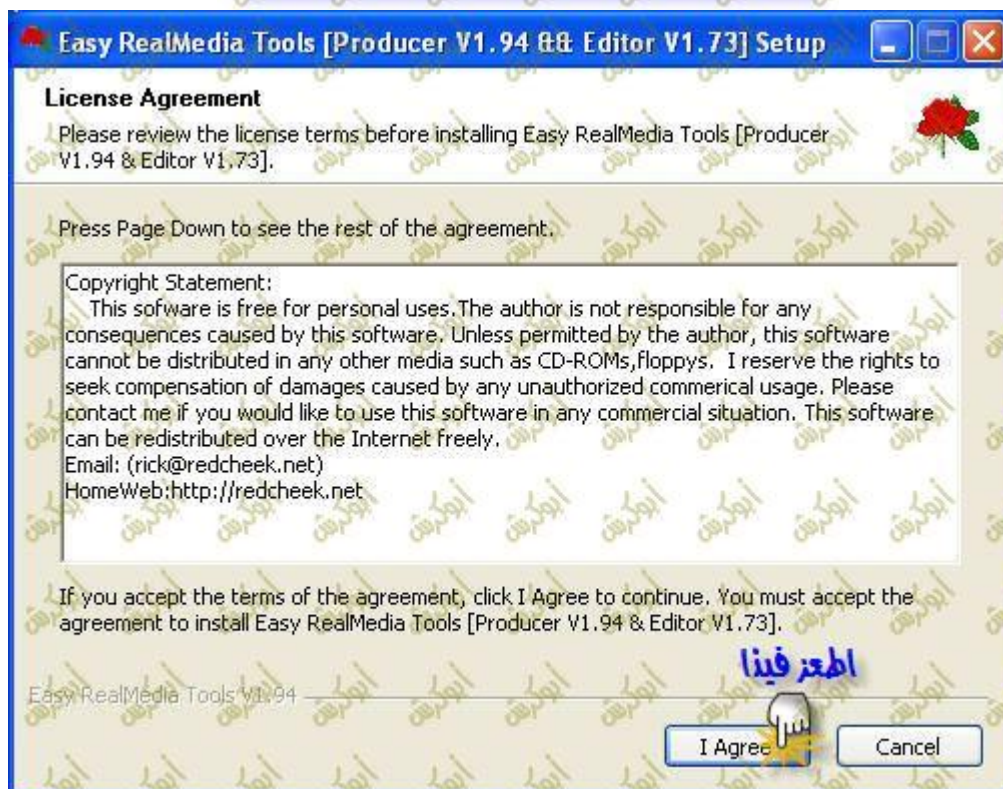 Easy RealMedia Tools [Producer V1.94 && Editor V1.73] Setup
License Agreement
Please review the license terms before installing Easy RealMedia Tools [Producer
V1.94 & Editor V1.73].
Press Page Down to see the rest of the agreement.
Copyright Statement:
This sofware is free for personal uses.The author is not responsible for any
consequences caused by this software. Unless permitted by the author, this software
cannot be distributed in any other media such as CD-ROMs,floppys. I reserve the rights to
seek compensation of damages caused by any unauthorized commerical usage. Please
contact me if you would like to use this software in any commercial situation. This software
can be redistributed over the Internet freely.
Email: (rick@redcheek.net)
HomeWeb:http://redcheek.net
If you accept the terms of the agreement, click I Agree to continue. You must accept the
agreement to install Easy RealMedia Tools [Producer V1.94 & Editor V1.73].
Easy RealMedia Tools V1.94
I Agree
Cancel